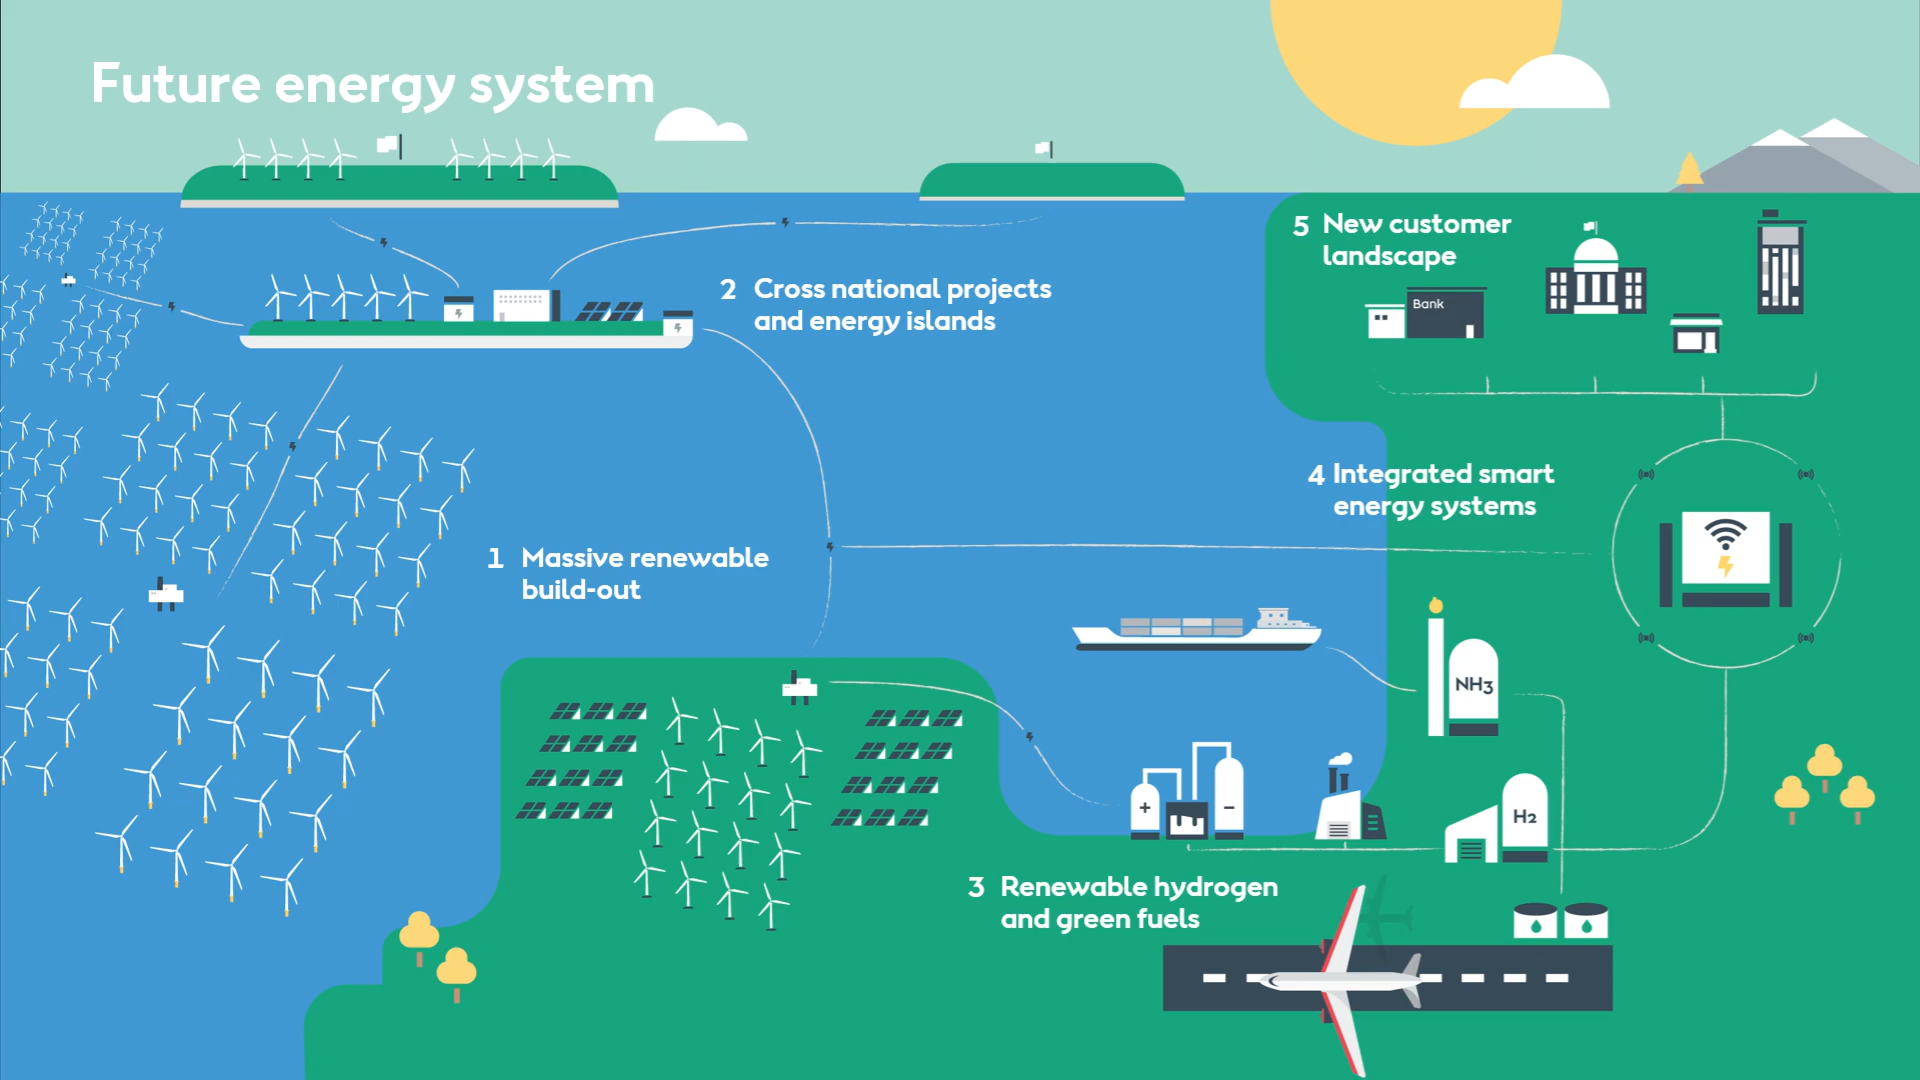 Future energy system
1 Massive renewable
build-out
2 Cross national projects
and energy islands
3 Renewable hydrogen
and green fuels
4 Integrated smart
energy systems
5 New customer
landscape
Bank
NH3
H2
+
–